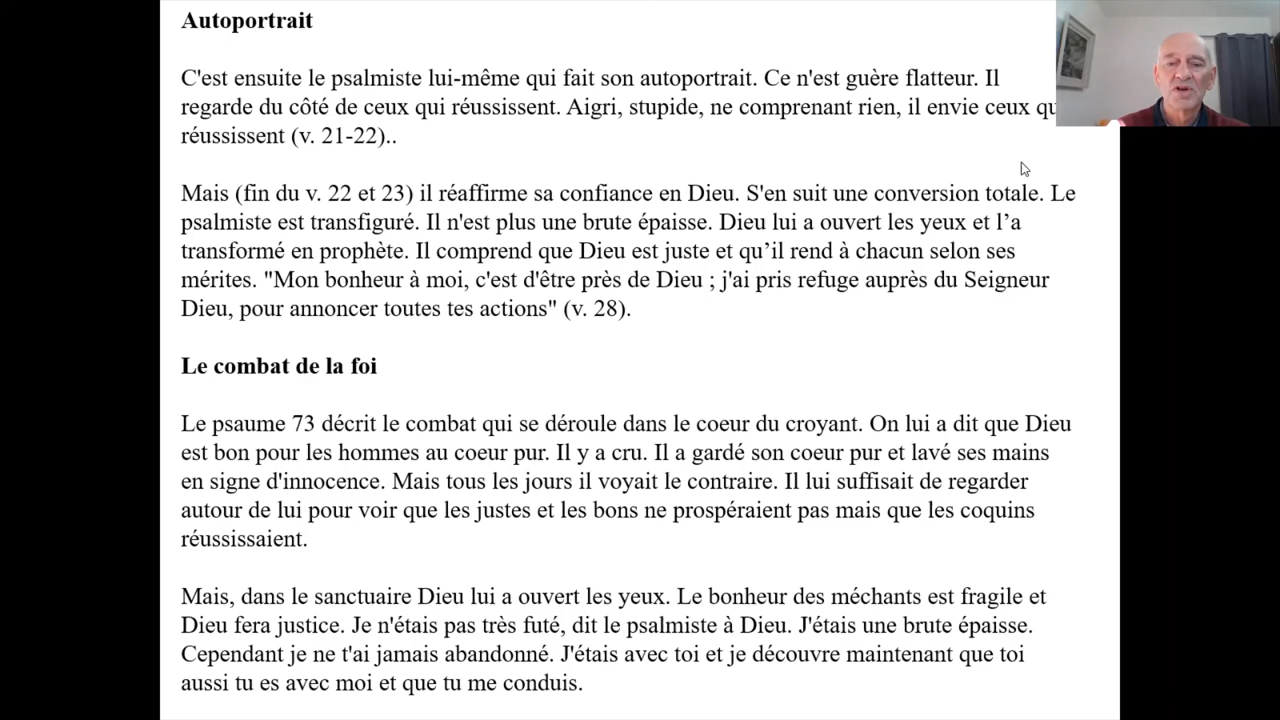 Autoportrait
C'est ensuite le psalmiste lui-même qui fait son autoportrait. Ce n'est guère flatteur. Il
regarde du côté de ceux qui réussissent. Aigri, stupide, ne comprenant rien, il envie ceux qu
réussissent (v. 21-22)..
Mais (fin du v. 22 et 23) il réaffirme sa confiance en Dieu. S'en suit une conversion totale. Le
psalmiste est transfiguré. Il n'est plus une brute épaisse. Dieu lui a ouvert les yeux et l’a
transformé en prophète. Il comprend que Dieu est juste et qu’il rend à chacun selon ses
mérites. "Mon bonheur à moi, c'est d'être près de Dieu ; j'ai pris refuge auprès du Seigneur
Dieu, pour annoncer toutes tes actions" (v. 28).
Le combat de la foi
Le psaume 73 décrit le combat qui se déroule dans le coeur du croyant. On lui a dit que Dieu
est bon pour les hommes au coeur pur. Il y a cru. Il a gardé son coeur pur et lavé ses mains
en signe d'innocence. Mais tous les jours il voyait le contraire. Il lui suffisait de regarder
autour de lui pour voir que les justes et les bons ne prospéraient pas mais que les coquins
réussissaient.
Mais, dans le sanctuaire Dieu lui a ouvert les yeux. Le bonheur des méchants est fragile et
Dieu fera justice. Je n'étais pas très futé, dit le psalmiste à Dieu. J'étais une brute épaisse.
Cependant je ne t'ai jamais abandonné. J'étais avec toi et je découvre maintenant que toi
aussi tu es avec moi et que tu me conduis.